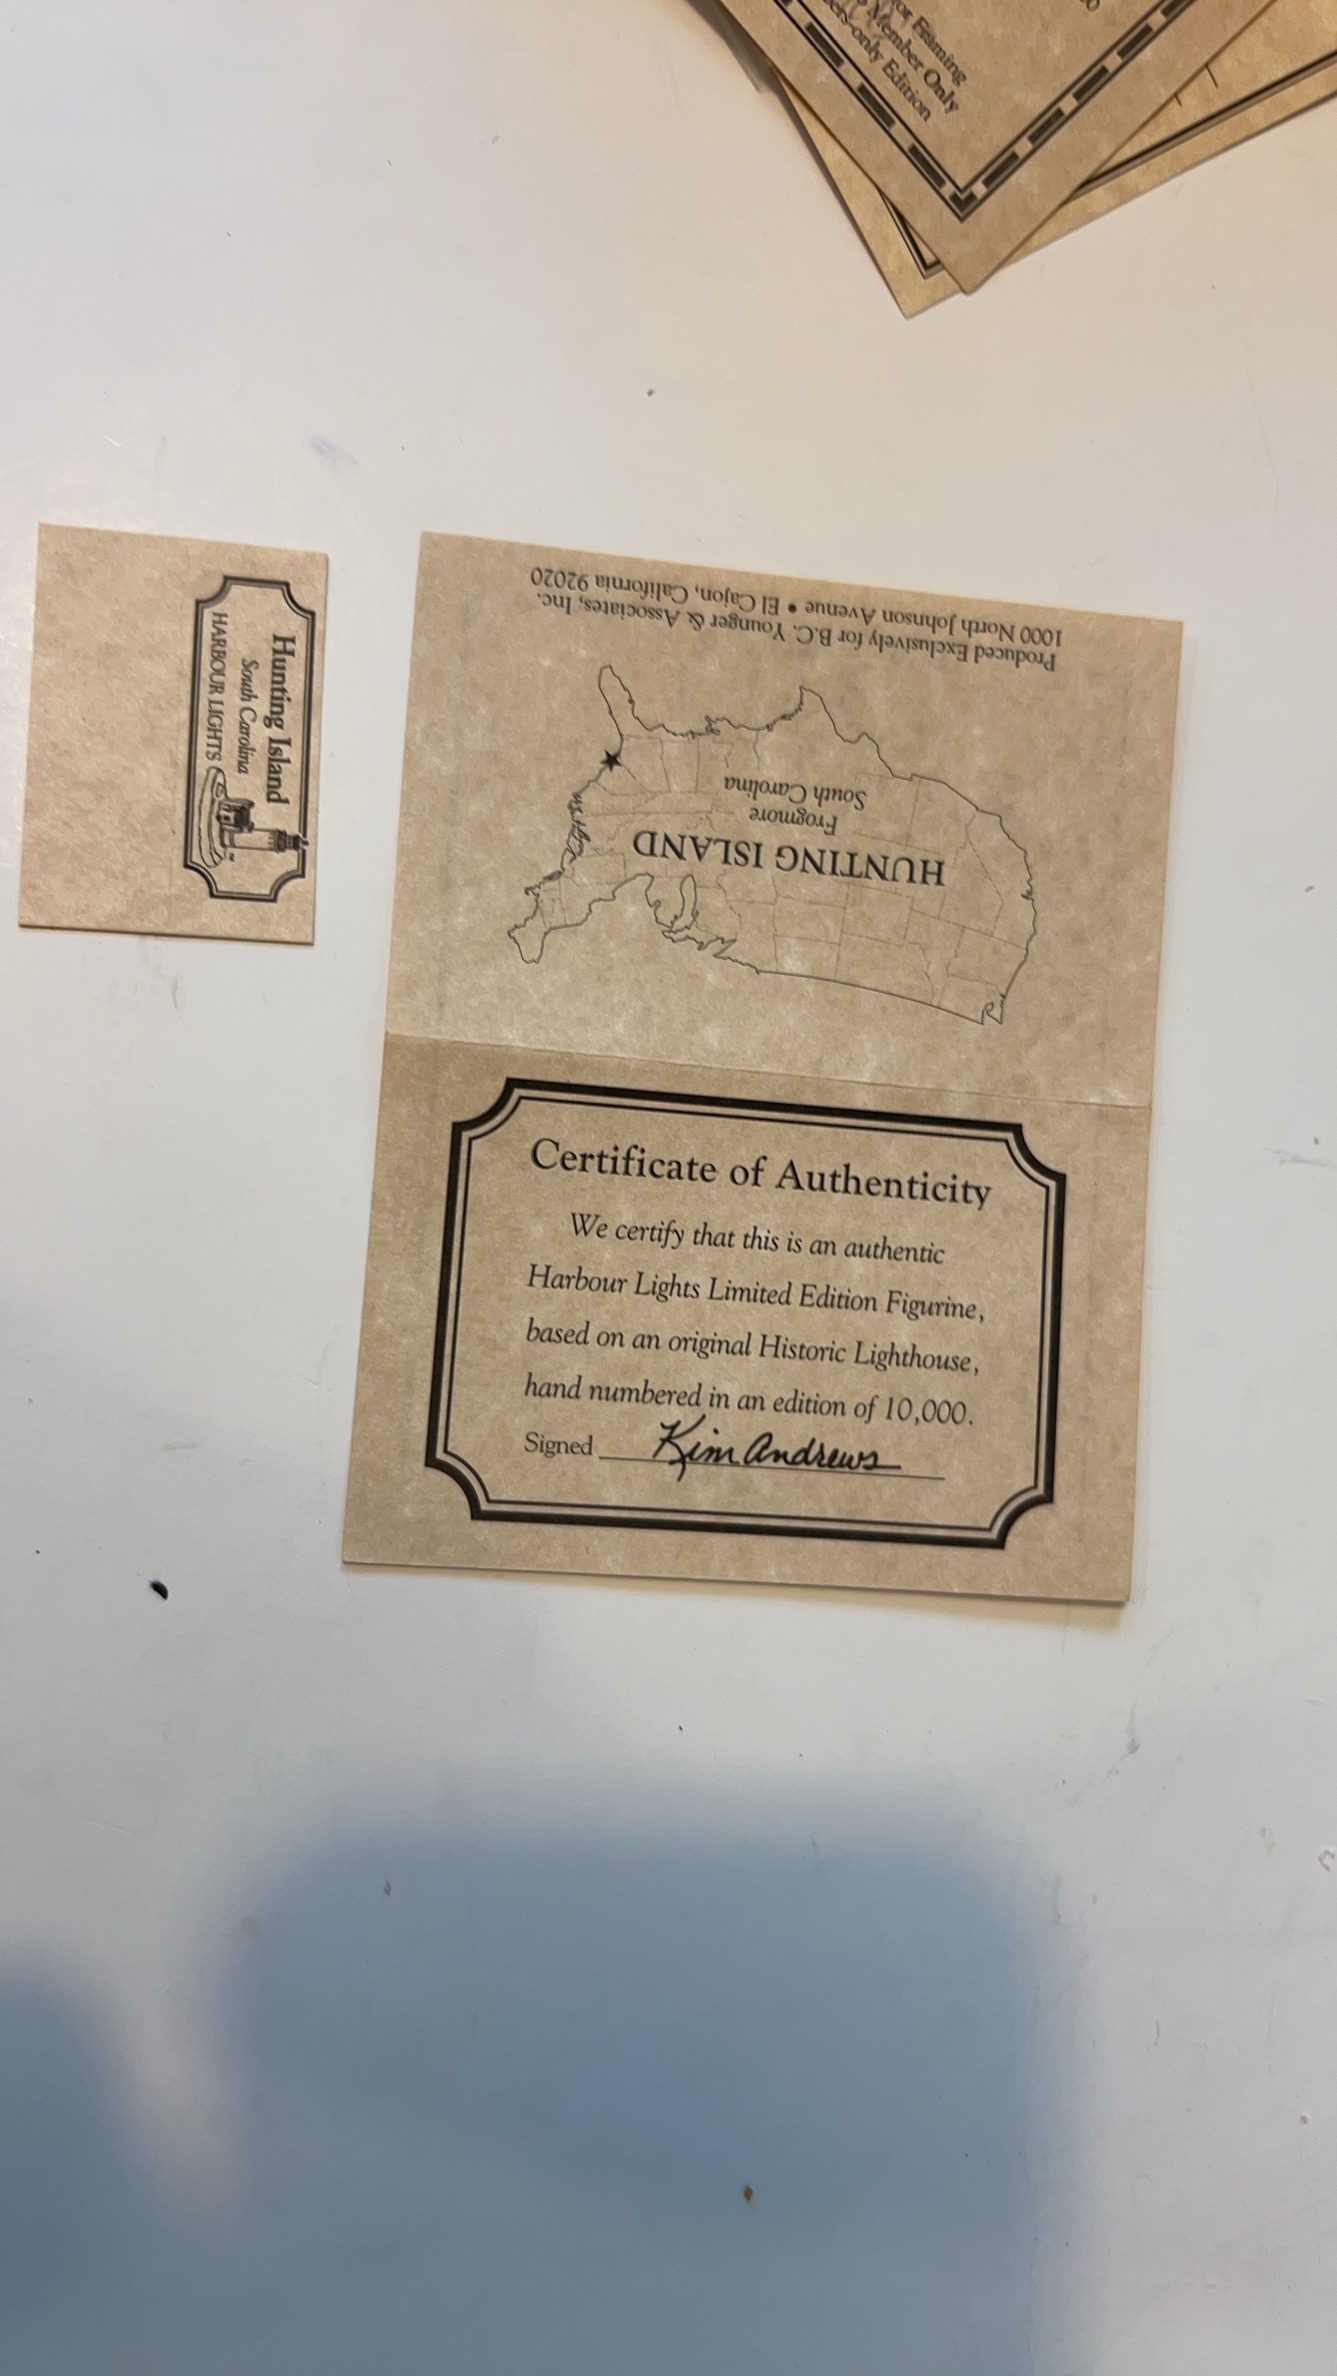 for Framing
Member Only
-only Edition
Hunting Island
South Carolina
HARBOUR LIGHTS
HUNTING ISLAND
Frogmore
South Carolina
Produced Exclusively for B.C. Younger & Associates, Inc.
1000 North Johnson Avenue • El Cajon, California 92020
Certificate of Authenticity
We certify that this is an authentic
Harbour Lights Limited Edition Figurine,
based on an original Historic Lighthouse,
hand numbered in an edition of 10,000.
Signed Kim Andrews